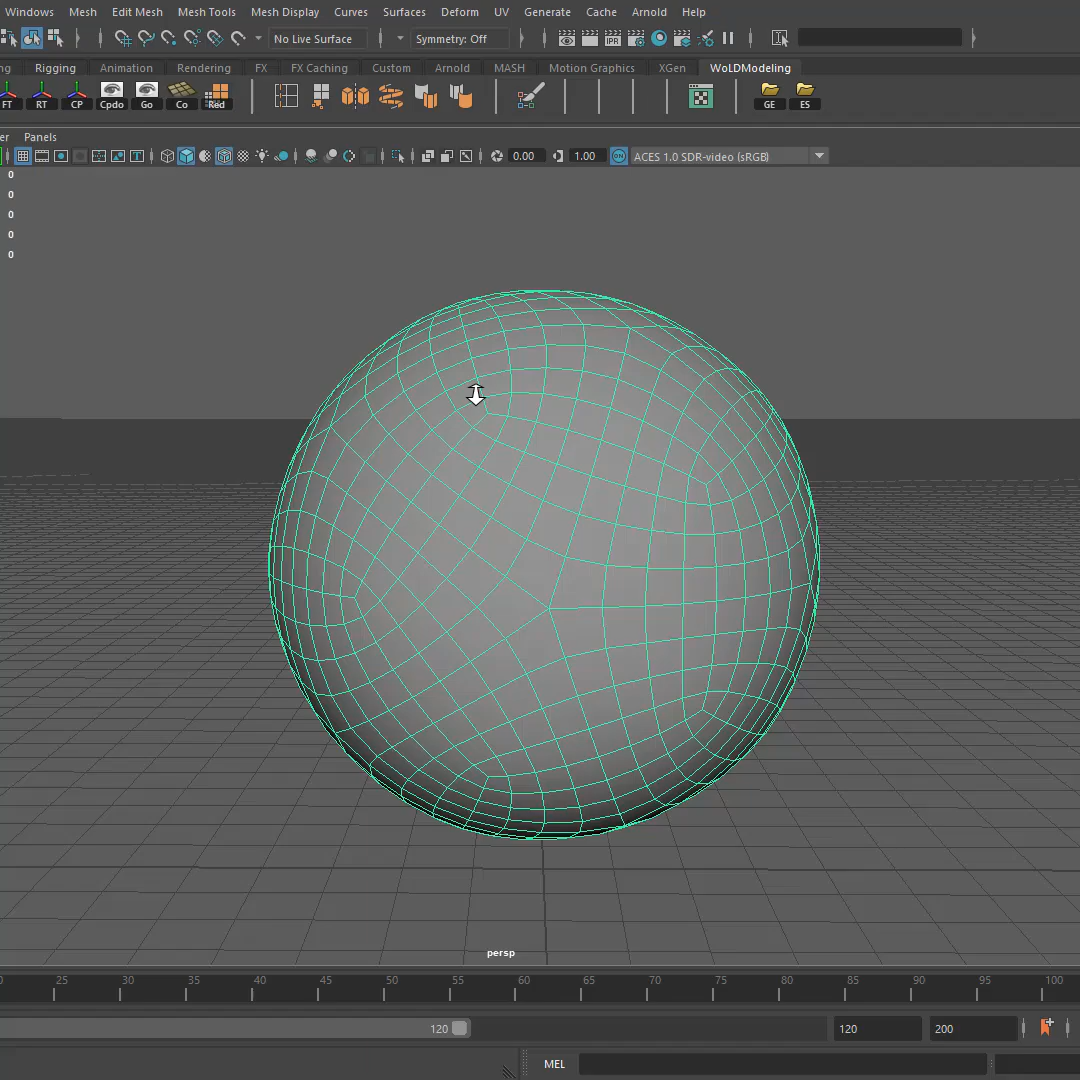 Windows Mesh Edit Mesh Mesh Tools Mesh Display Curves Surfaces Deform UV Generate Cache Arnold Help
No Live Surface Symmetry: Off IPR
ng Rigging Animation Rendering FX FX Caching Custom Arnold MASH Motion Graphics XGen WoLDModeling
FT RT CP Cpdo Go Co Red GE ES
er Panels
0.00 1.00 ON ACES 1.0 SDR-video (sRGB)
0
0
0
0
0
persp
25 30 35 40 45 50 55 60 65 70 75 80 85 90 95 100
120 120 200
MEL